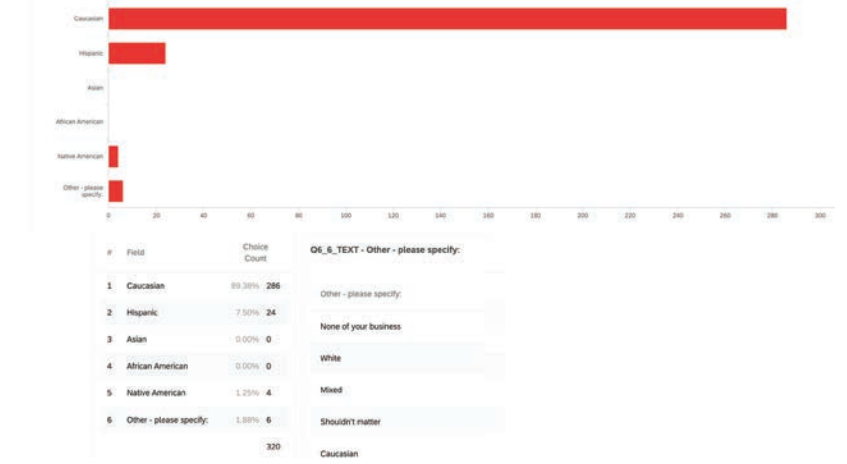 Caucasian
Hispanic
Asian
African American
Native American
Other - please
specify:
0 20 40 60 80 100 120 140 160 180 200 220 240 260 280 300
# Field Choice
Count
1 Caucasian 89.38% 286
2 Hispanic 7.50% 24
3 Asian 0.00% 0
4 African American 0.00% 0
5 Native American 1.25% 4
6 Other - please specify: 1.88% 6
320
Q6_6_TEXT - Other - please specify:
Other - please specify:
None of your business
White
Mixed
Shouldn't matter
Caucasian